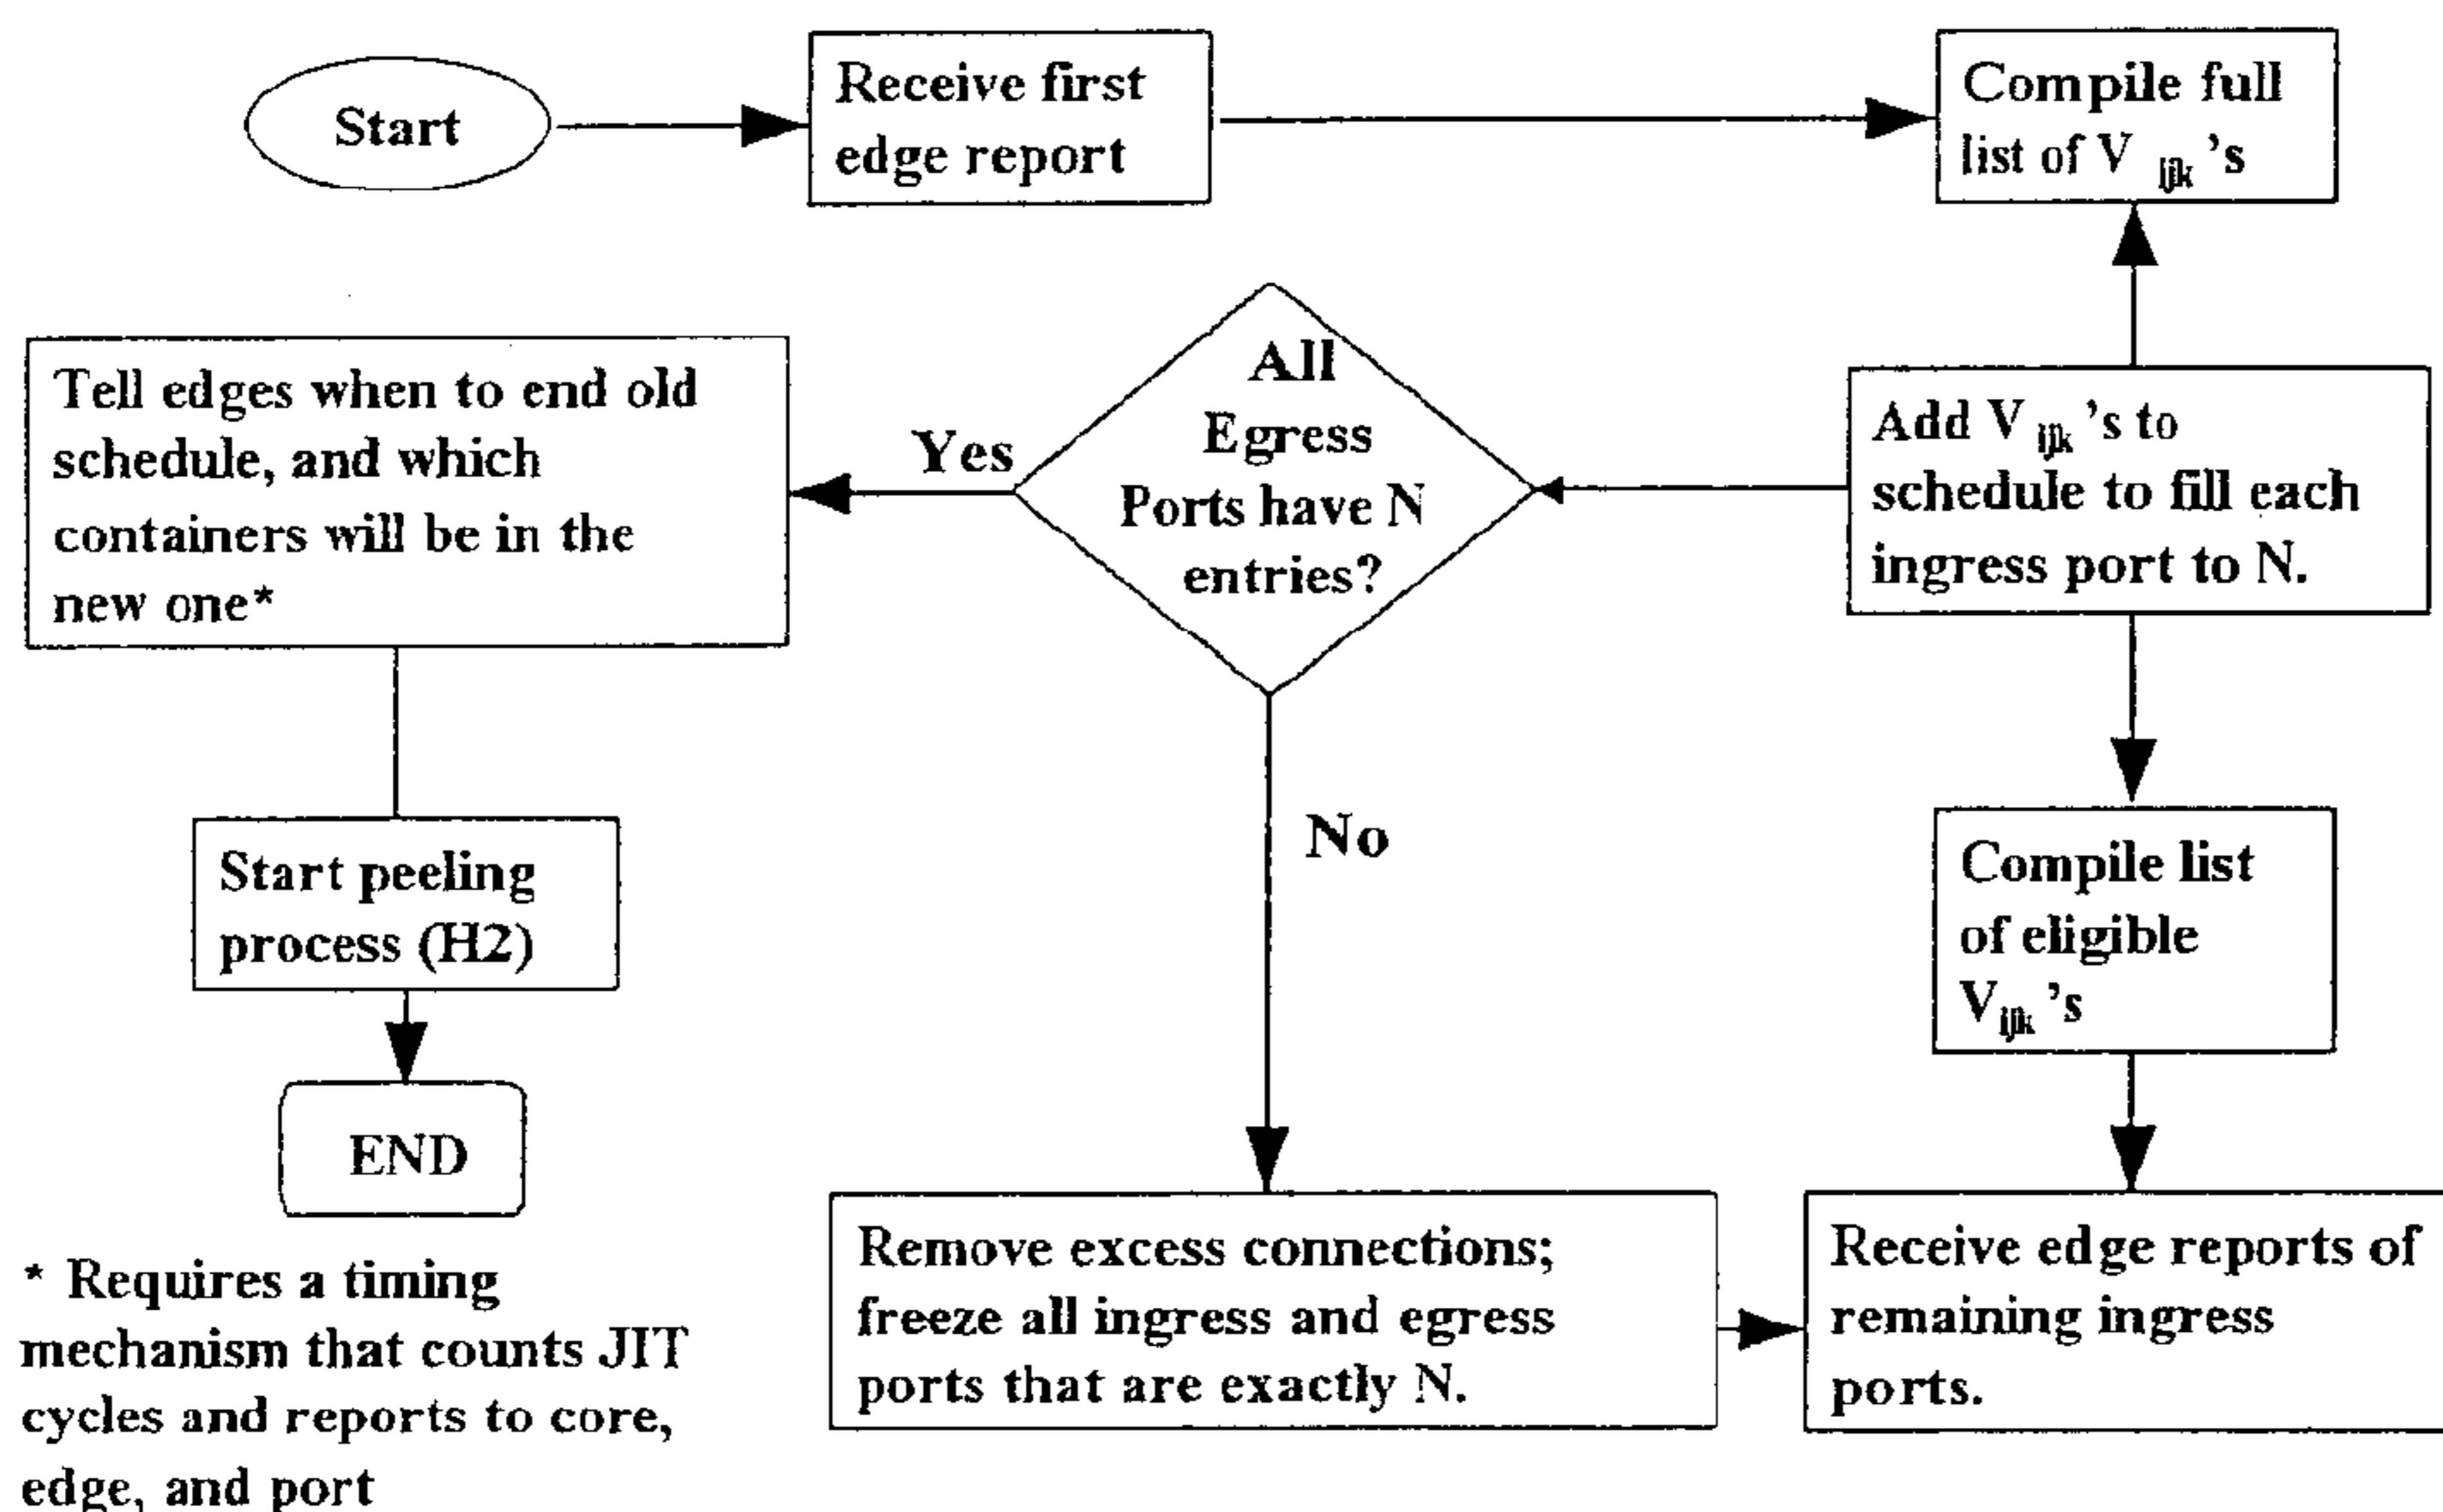 Start
Receive first
edge report
Compile full
list of V ijk 's
Tell edges when to end old
schedule, and which
containers will be in the
new one*
Yes
All
Egress
Ports have N
entries?
Add V ijk 's to
schedule to fill each
ingress port to N.
No
Start peeling
process (H2)
Compile list
of eligible
Vijk 's
END
Remove excess connections;
freeze all ingress and egress
ports that are exactly N.
Receive edge reports of
remaining ingress
ports.
* Requires a timing
mechanism that counts JIT
cycles and reports to core,
edge, and port